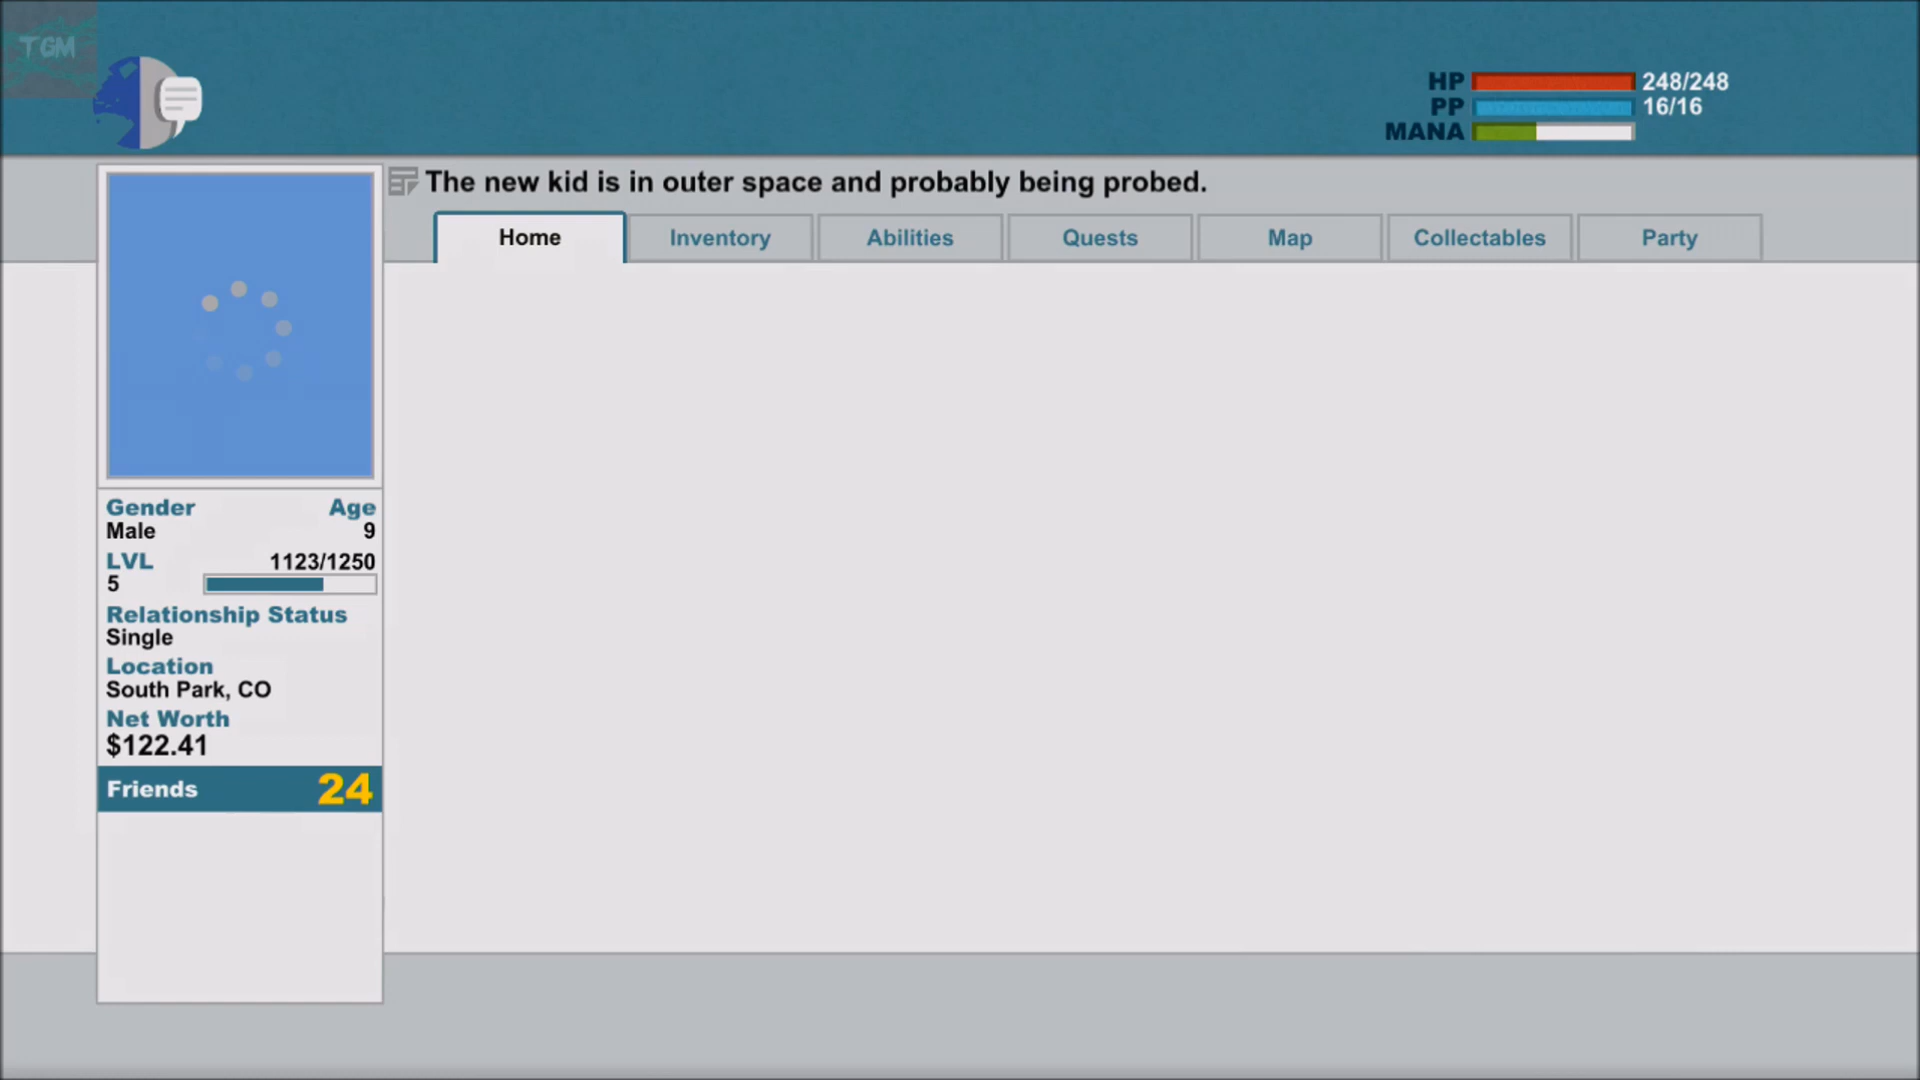 TGM
HP 248/248
PP 16/16
MANA
The new kid is in outer space and probably being probed.
Home Inventory Abilities Quests Map Collectables Party
Gender Age
Male 9
LVL 1123/1250
5
Relationship Status
Single
Location
South Park, CO
Net Worth
$122.41
Friends 24